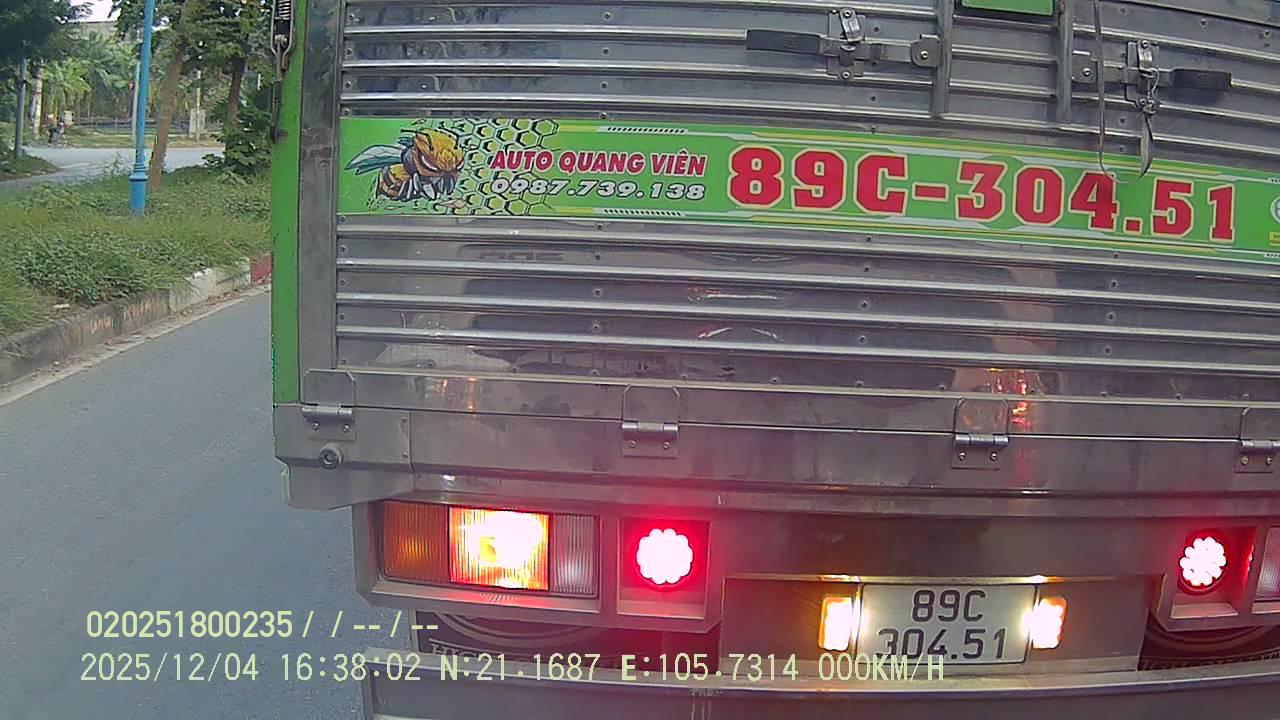 AUTO QUANG VIÊN
0987.739.138
89C-304.51
89C
304.51
020251800235 / / -- / --
2025/12/04 16:38:02 N:21.1687 E:105.7314 000KM/H